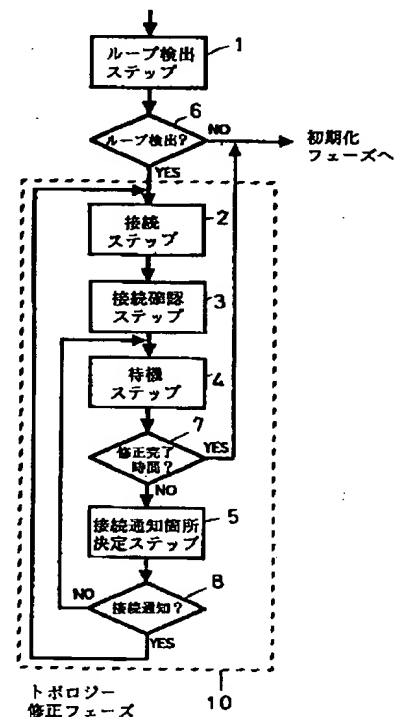 ループ検出
ステップ
1
6
ループ検出?
NO
初期化
フェーズへ
YES
接続
ステップ
2
接続確認
ステップ
3
待機
ステップ
4
7
修正完了
時間?
YES
NO
接続通知箇所
決定ステップ
5
8
NO
接続通知?
YES
トポロジー
修正フェーズ
10